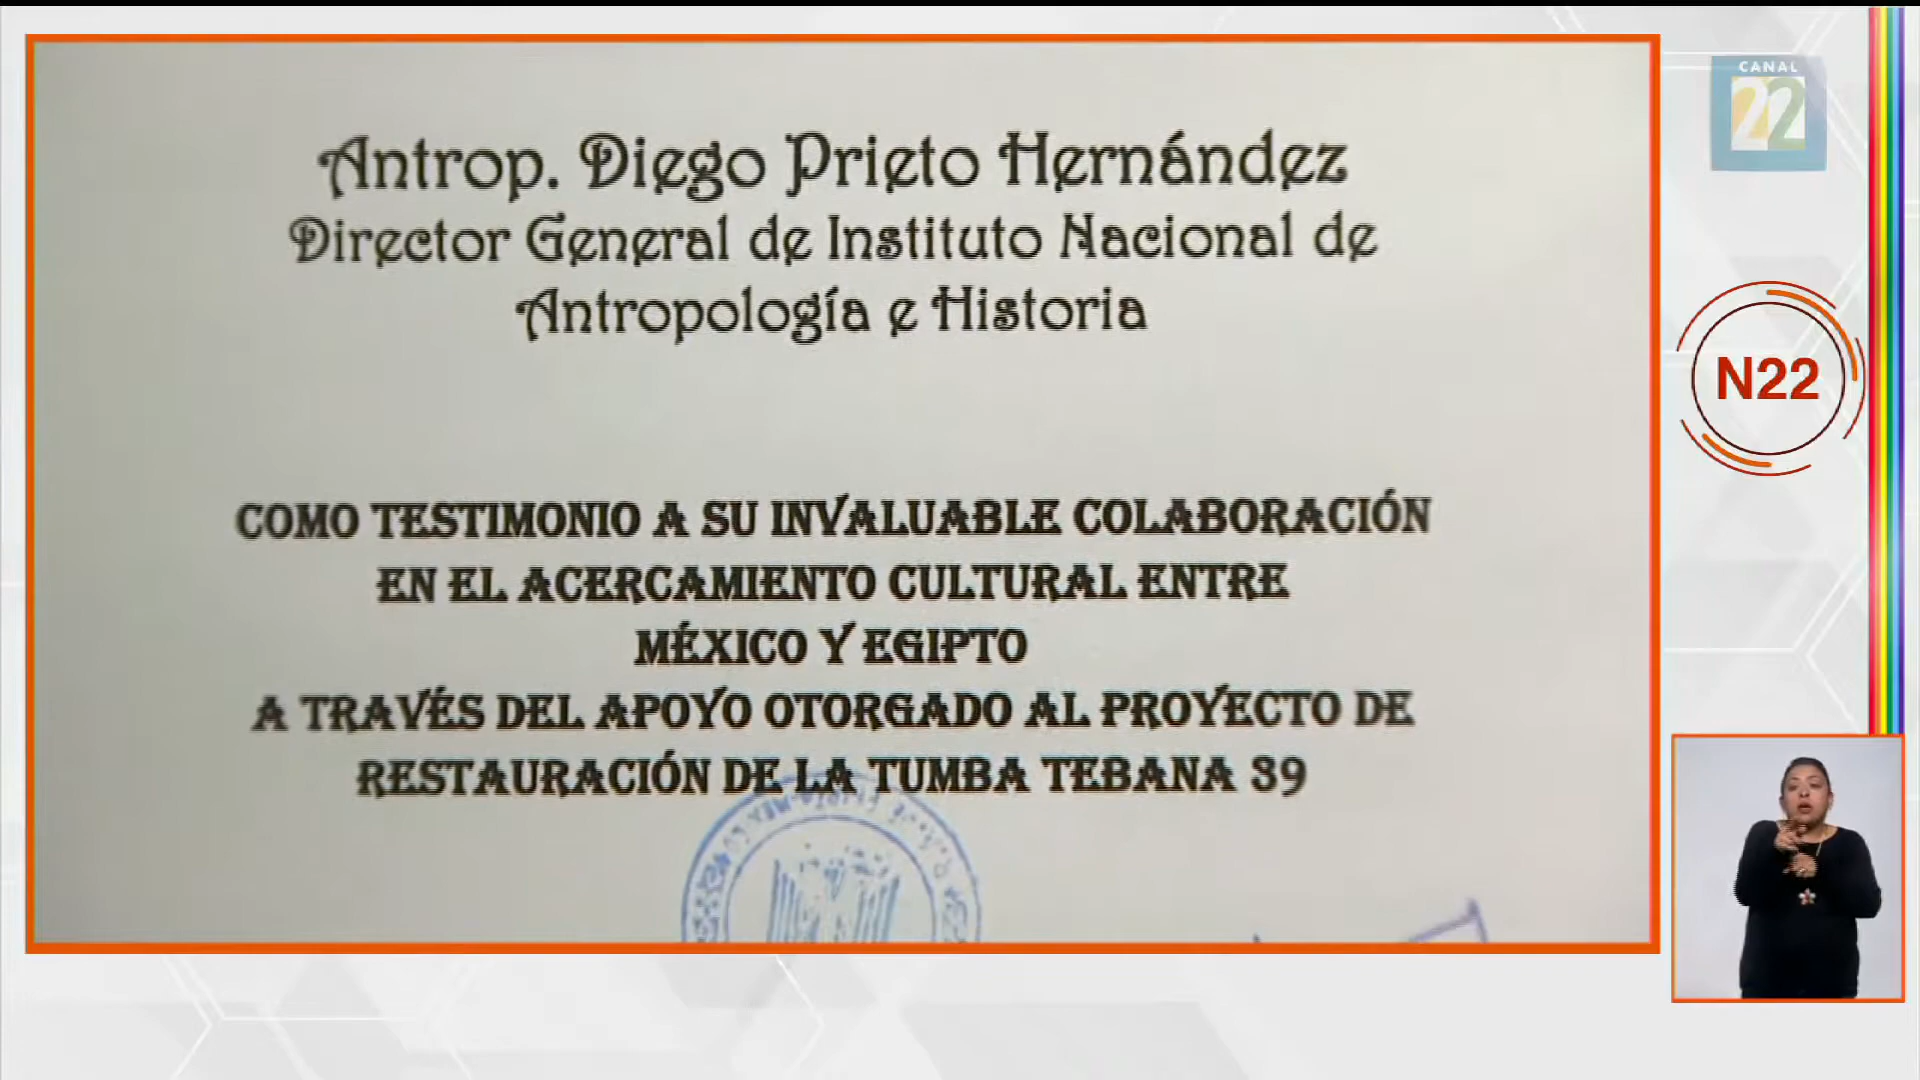 Antrop. Diego Prieto Hernández
Director General de Instituto Nacional de
Antropología e Historia
COMO TESTIMONIO A SU INVALUABLE COLABORACIÓN
EN EL ACERCAMIENTO CULTURAL ENTRE
MÉXICO Y EGIPTO
A TRAVÉS DEL APOYO OTORGADO AL PROYECTO DE
RESTAURACIÓN DE LA TUMBA TEBANA 39
CANAL
22
N22